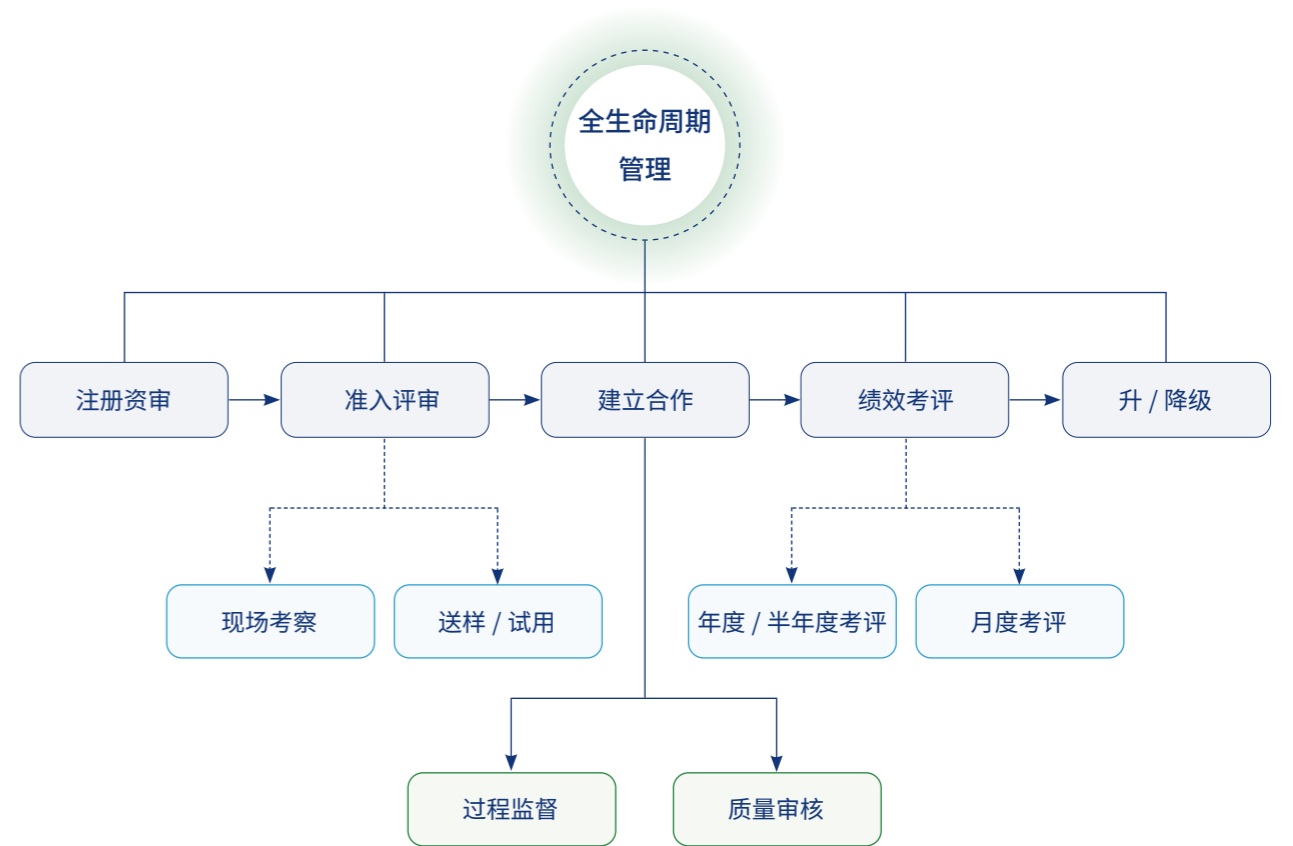 全生命周期
管理
注册资审
准入评审
建立合作
绩效考评
升 / 降级
现场考察
送样 / 试用
年度 / 半年度考评
月度考评
过程监督
质量审核